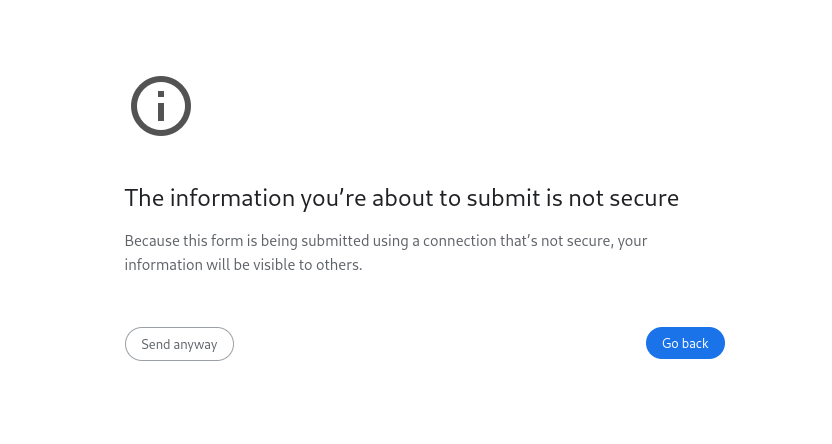 The information you’re about to submit is not secure
Because this form is being submitted using a connection that’s not secure, your
information will be visible to others.
Send anyway
Go back